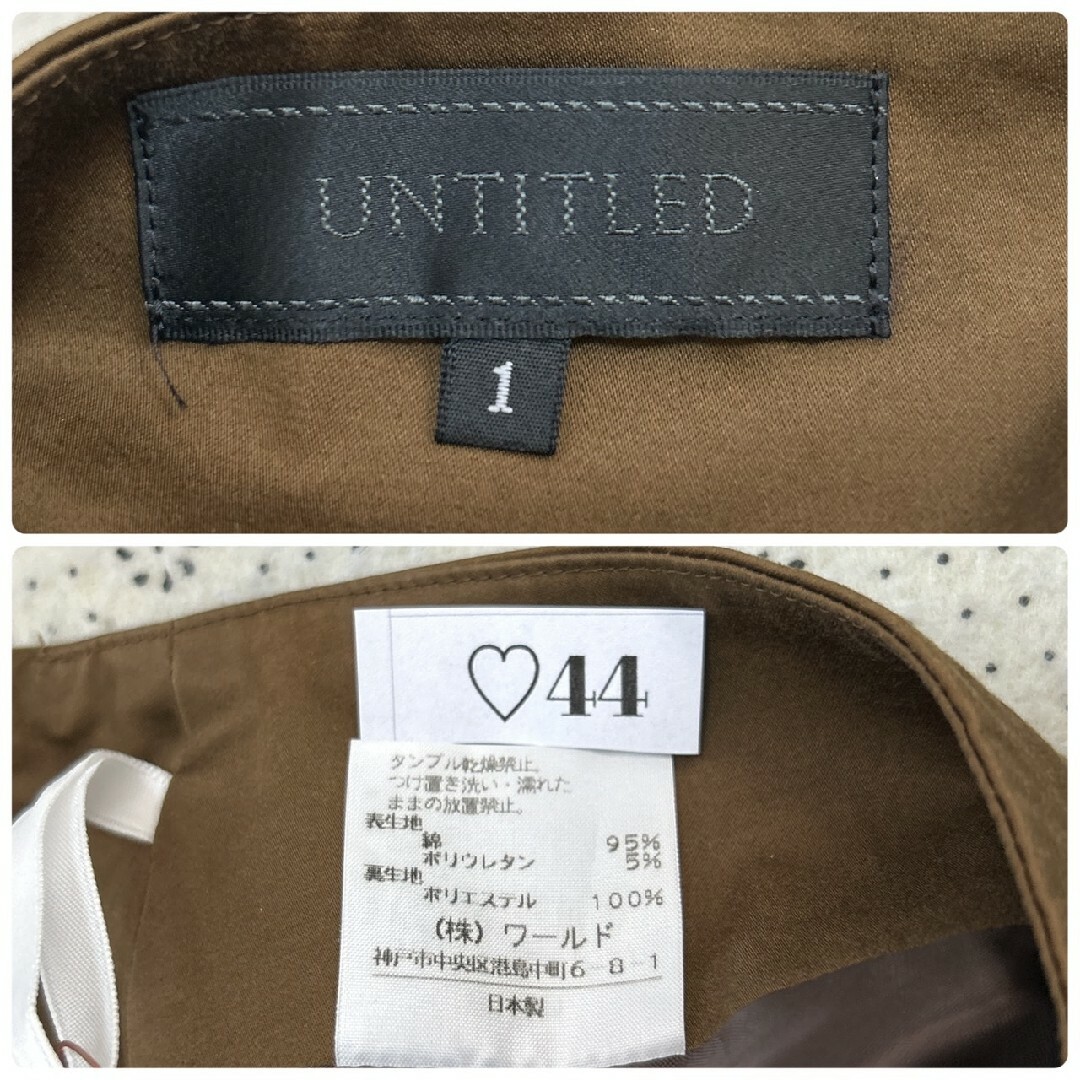 UNTITLED
1
♡44
タンブル乾燥禁止。
つけ置き洗い・濡れた
ままの放置禁止。
表生地
綿 95%
ポリウレタン 5%
裏生地
ポリエステル 100%
(株) ワールド
神戸市中央区港島中町6-8-1
日本製